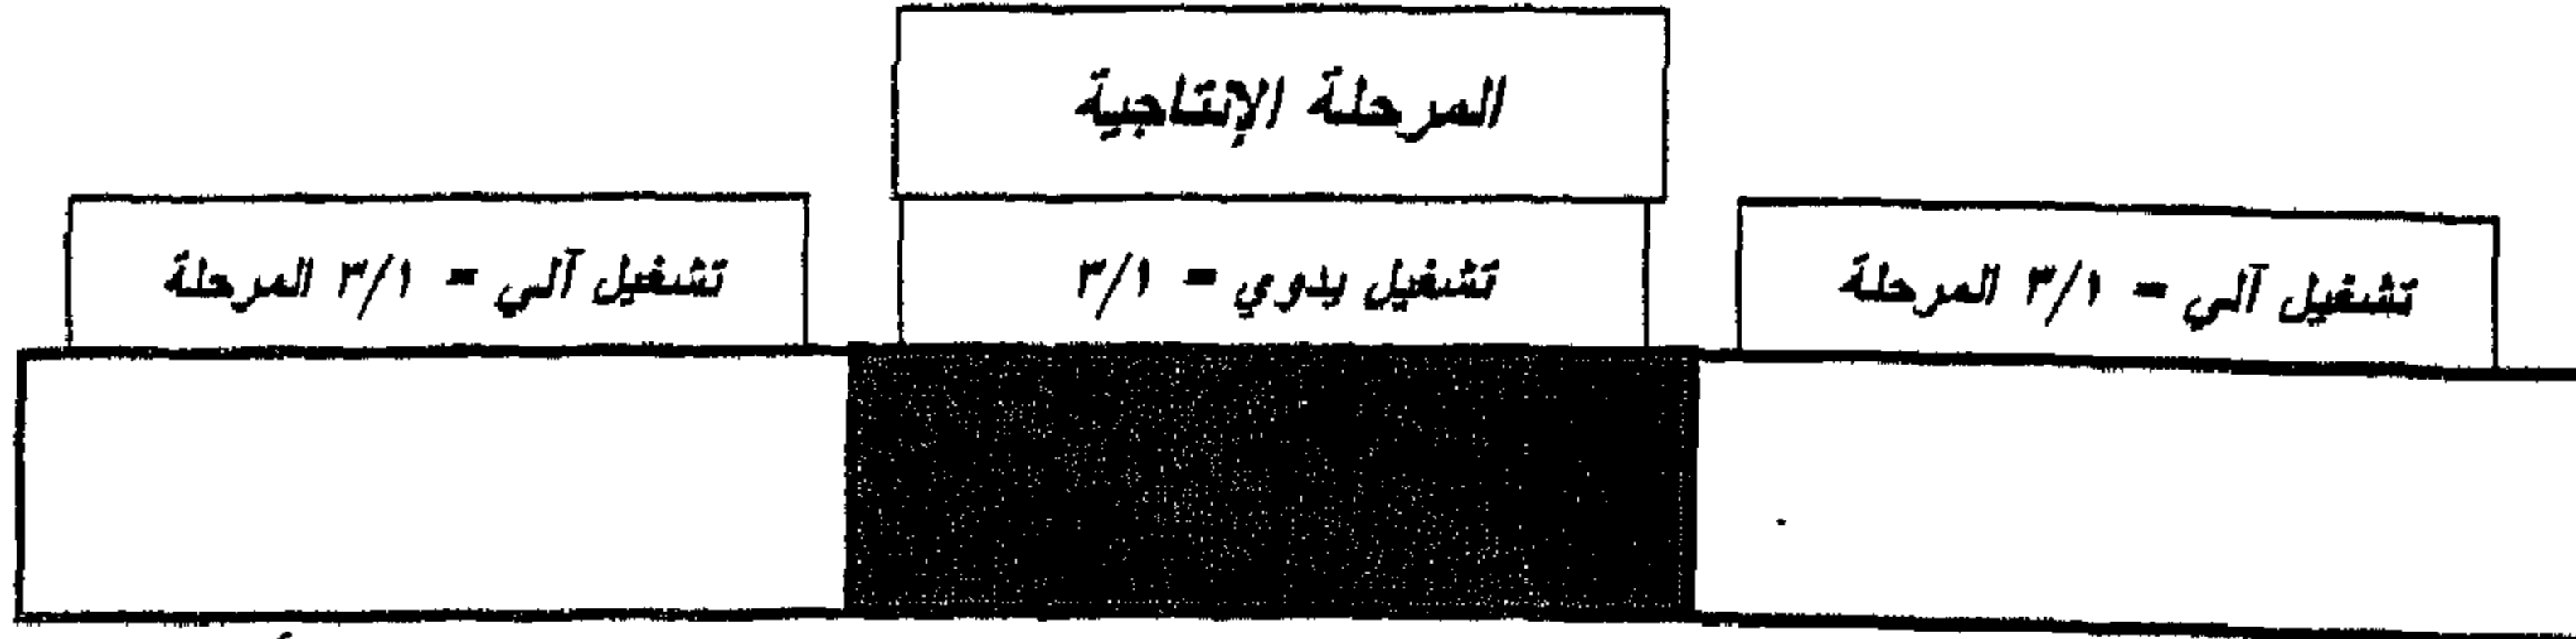 المرحلة الإنتاجية
تشغيل آلي = ٣/١ المرحلة
تشغيل يدوي = ٣/١
تشغيل آلي = ٣/١ المرحلة